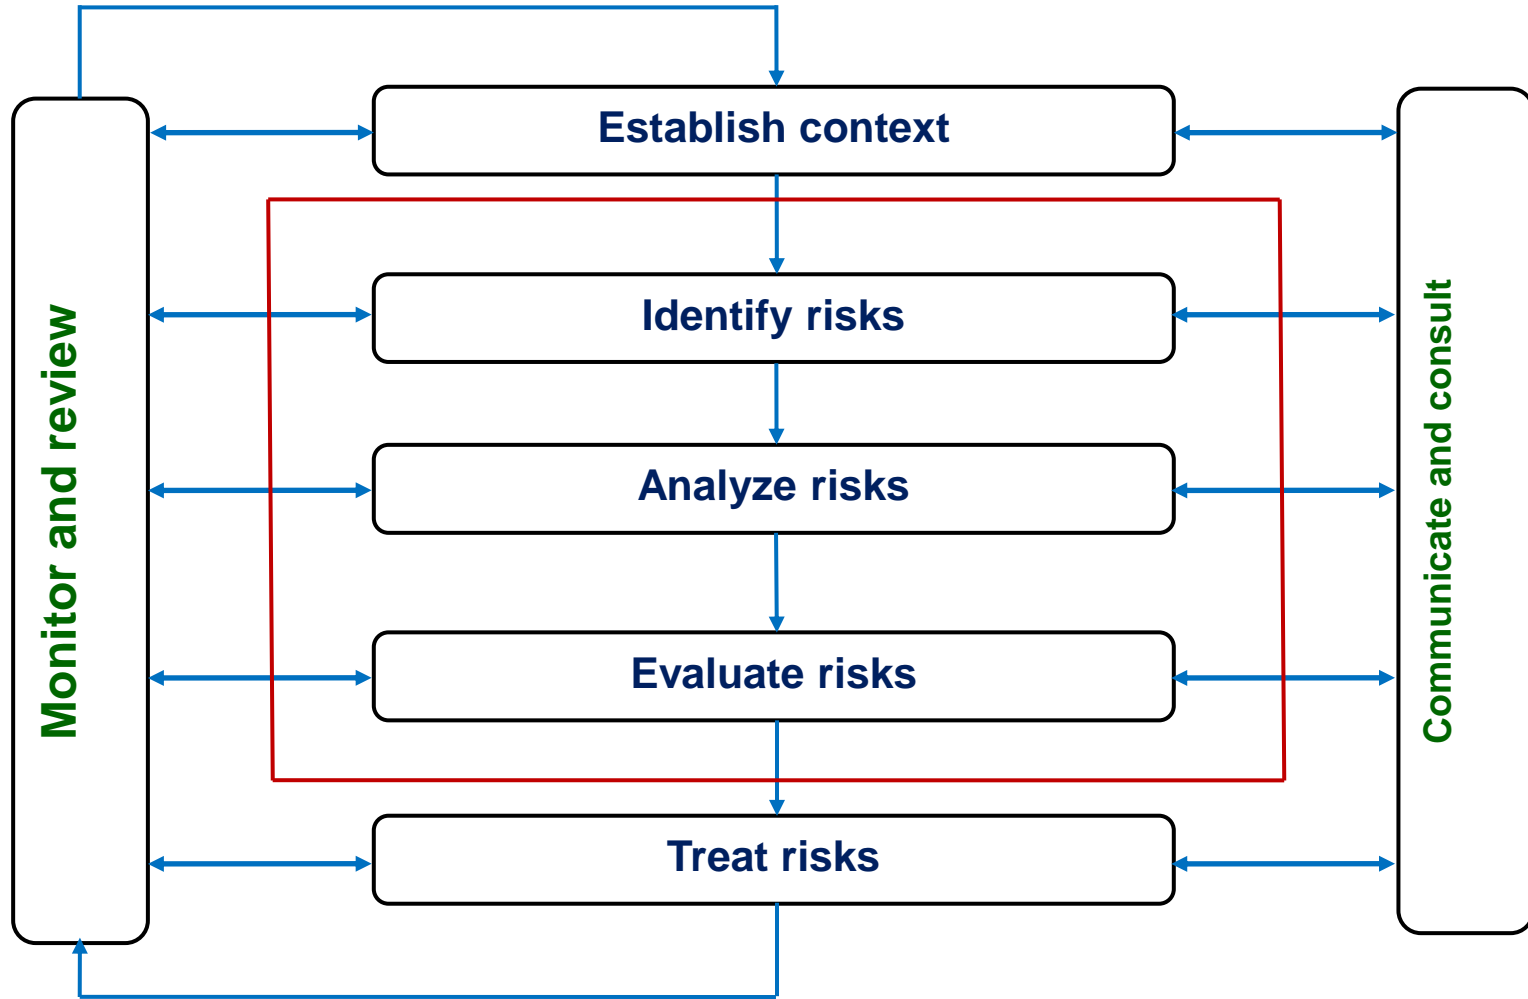 Establish context
Identify risks
Analyze risks
Evaluate risks
Treat risks
Monitor and review
Communicate and consult